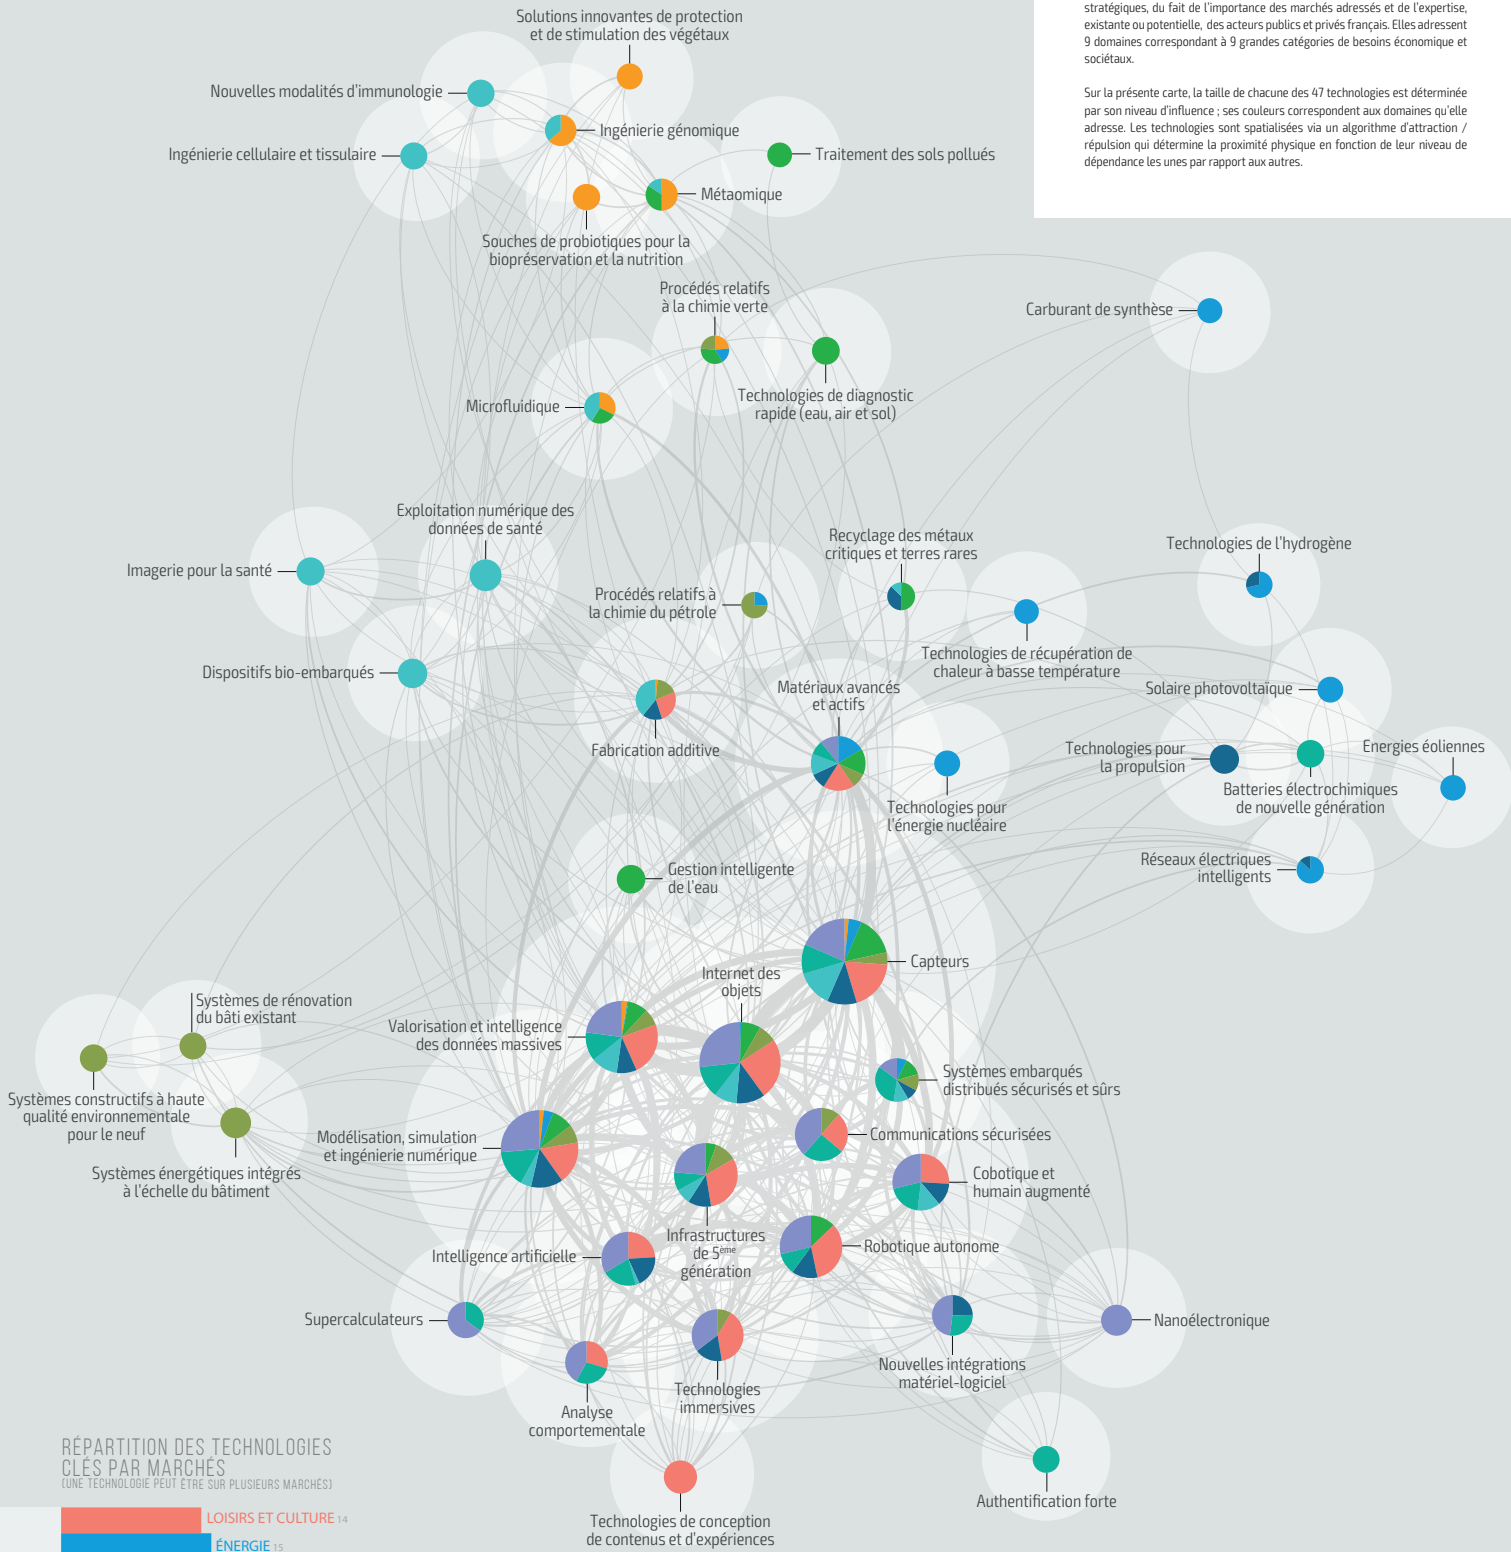 stratégiques, du fait de l'importance des marchés adressés et de l'expertise,
existante ou potentielle, des acteurs publics et privés français. Elles adressent
9 domaines correspondant à 9 grandes catégories de besoins économique et
sociétaux.
Sur la présente carte, la taille de chacune des 47 technologies est déterminée
par son niveau d'influence ; ses couleurs correspondent aux domaines qu'elle
adresse. Les technologies sont spatialisées via un algorithme d'attraction /
répulsion qui détermine la proximité physique en fonction de leur niveau de
dépendance les unes par rapport aux autres.
Solutions innovantes de protection
et de stimulation des végétaux
Nouvelles modalités d'immunologie
Ingénierie génomique
Ingénierie cellulaire et tissulaire
Traitement des sols pollués
Métaomique
Souches de probiotiques pour la
biopréservation et la nutrition
Procédés relatifs
à la chimie verte
Carburant de synthèse
Technologies de diagnostic
rapide (eau, air et sol)
Microfluidique
Exploitation numérique des
données de santé
Recyclage des métaux
critiques et terres rares
Technologies de l'hydrogène
Imagerie pour la santé
Procédés relatifs à
la chimie du pétrole
Technologies de récupération de
chaleur à basse température
Dispositifs bio-embarqués
Matériaux avancés
et actifs
Solaire photovoltaïque
Fabrication additive
Technologies pour
la propulsion
Energies éoliennes
Batteries électrochimiques
de nouvelle génération
Technologies pour
l'énergie nucléaire
Gestion intelligente
de l'eau
Réseaux électriques
intelligents
Capteurs
Internet des
objets
Systèmes de rénovation
du bâti existant
Valorisation et intelligence
des données massives
Systèmes embarqués
distribués sécurisés et sûrs
Systèmes constructifs à haute
qualité environnementale
pour le neuf
Modélisation, simulation
et ingénierie numérique
Communications sécurisées
Systèmes énergétiques intégrés
à l'échelle du bâtiment
Cobotique et
humain augmenté
Infrastructures
de 5ème
génération
Intelligence artificielle
Robotique autonome
Supercalculateurs
Nanoélectronique
Nouvelles intégrations
matériel-logiciel
Technologies
immersives
Analyse
comportementale
Authentification forte
Technologies de conception
de contenus et d'expériences
RÉPARTITION DES TECHNOLOGIES
CLÉS PAR MARCHÉS
(UNE TECHNOLOGIE PEUT ÊTRE SUR PLUSIEURS MARCHÉS)
LOISIRS ET CULTURE 14
ÉNERGIE 15